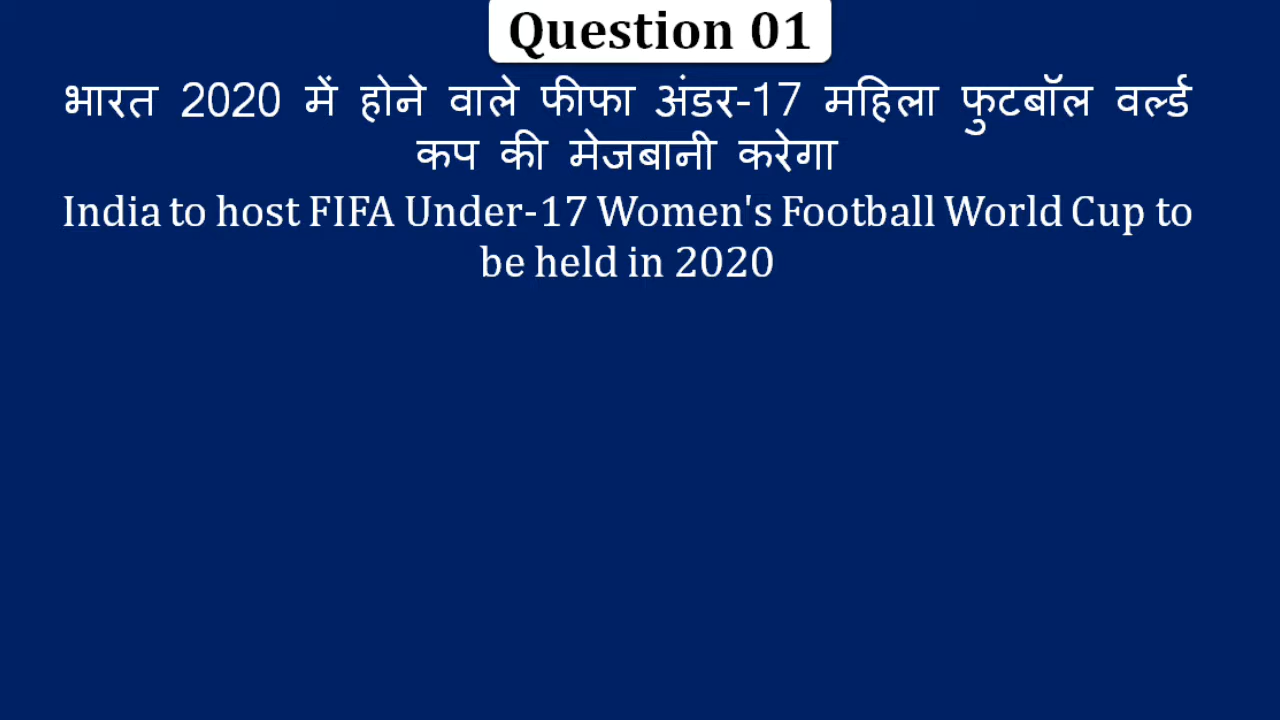 Question 01
भारत 2020 में होने वाले फीफा अंडर-17 महिला फुटबॉल वर्ल्ड
कप की मेजबानी करेगा
India to host FIFA Under-17 Women's Football World Cup to
be held in 2020